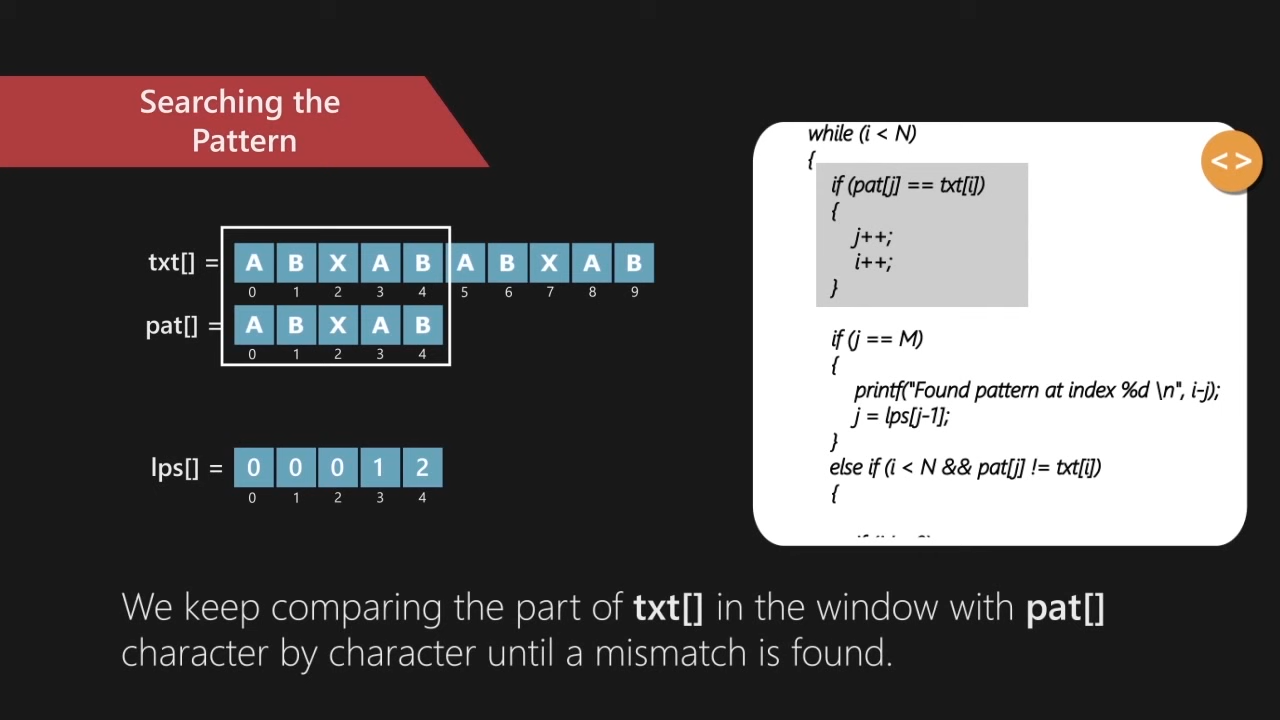 Searching the
Pattern
txt[] = A B X A B A B X A B
0 1 2 3 4 5 6 7 8 9
pat[] = A B X A B
0 1 2 3 4
lps[] = 0 0 0 1 2
0 1 2 3 4
while (i < N)
{
if (pat[j] == txt[i])
{
j++;
i++;
}
if (j == M)
{
printf("Found pattern at index %d \n", i-j);
j = lps[j-1];
}
else if (i < N && pat[j] != txt[i])
{
< >
We keep comparing the part of txt[] in the window with pat[]
character by character until a mismatch is found.